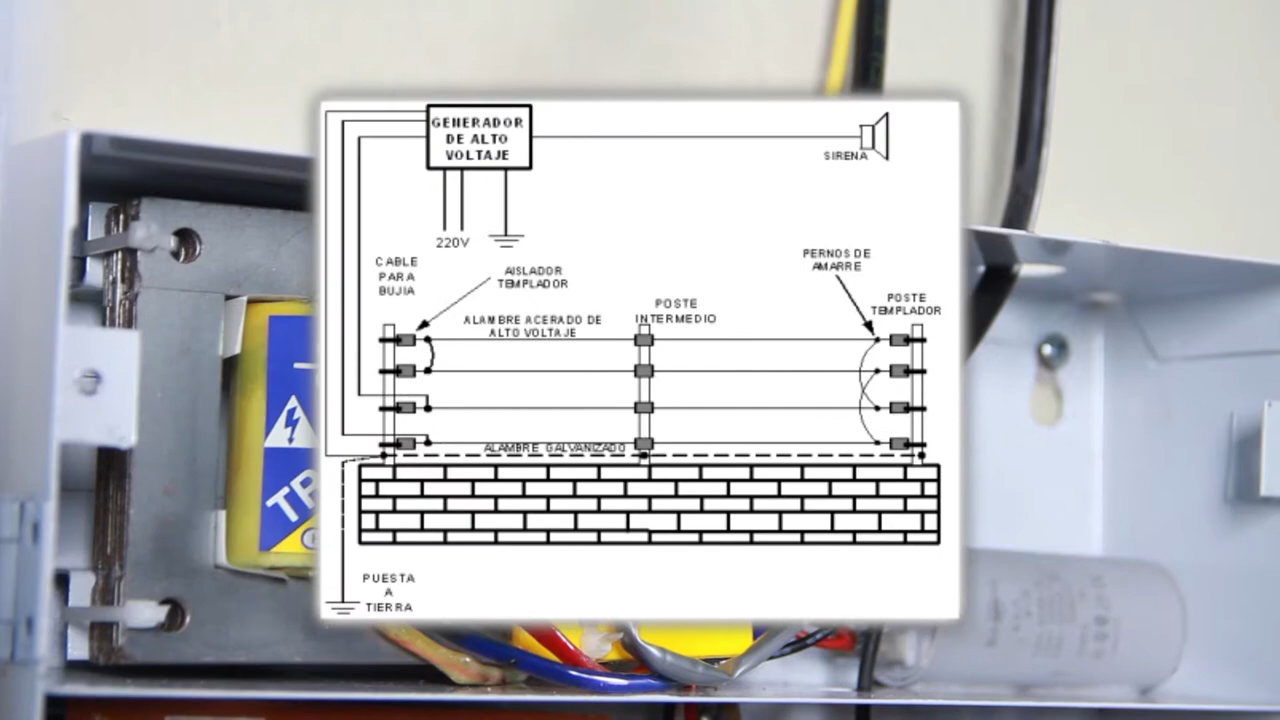 GENERADOR
DE ALTO
VOLTAJE
SIRENA
220V
CABLE
PARA
BUJIA
AISLADOR
TEMPLADOR
PERNOS DE
AMARRE
ALAMBRE ACERADO DE
ALTO VOLTAJE
POSTE
INTERMEDIO
POSTE
TEMPLADOR
ALAMBRE GALVANIZADO
PUESTA
A
TIERRA